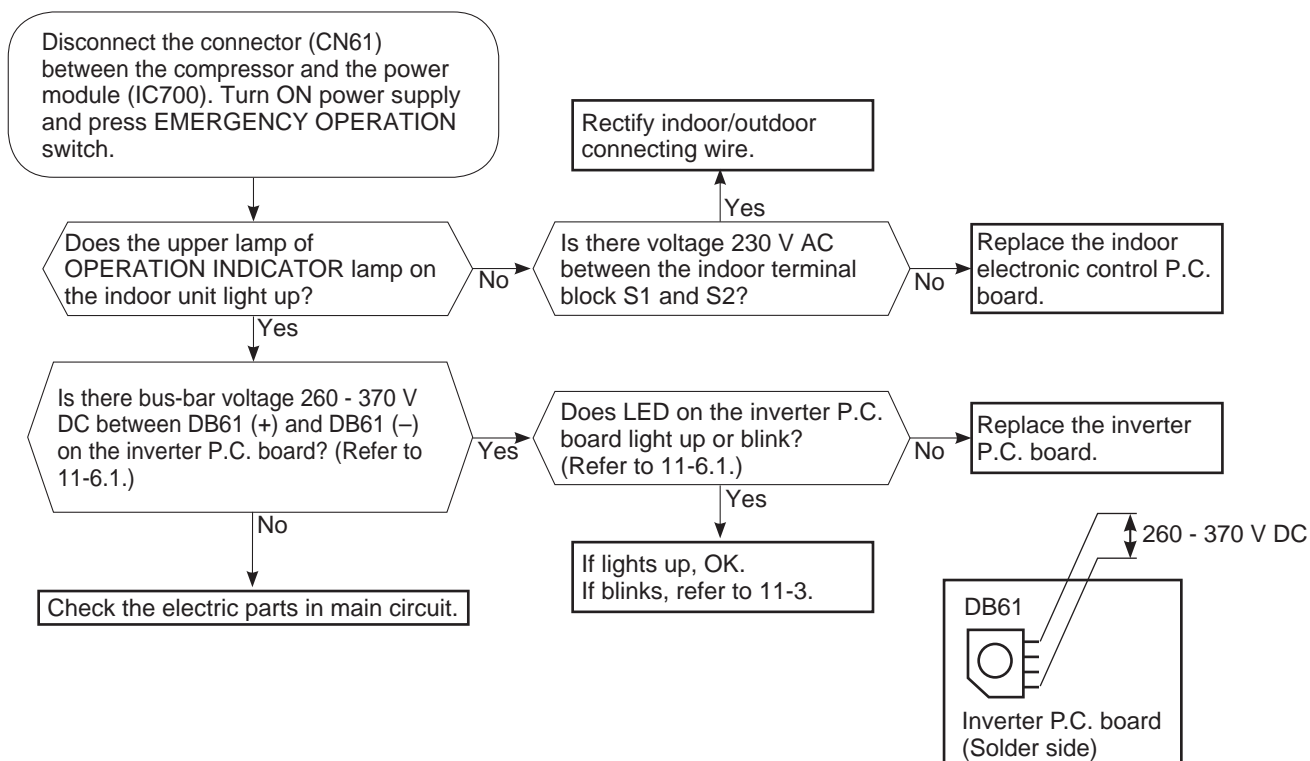 Disconnect the connector (CN61)
between the compressor and the power
module (IC700). Turn ON power supply
and press EMERGENCY OPERATION
switch.
Rectify indoor/outdoor
connecting wire.
Yes
Does the upper lamp of
OPERATION INDICATOR lamp on
the indoor unit light up?
No
Is there voltage 230 V AC
between the indoor terminal
block S1 and S2?
No
Replace the indoor
electronic control P.C.
board.
Yes
Is there bus-bar voltage 260 - 370 V
DC between DB61 (+) and DB61 (–)
on the inverter P.C. board? (Refer to
11-6.1.)
Yes
Does LED on the inverter P.C.
board light up or blink?
(Refer to 11-6.1.)
No
Replace the inverter
P.C. board.
No
Yes
Check the electric parts in main circuit.
If lights up, OK.
If blinks, refer to 11-3.
260 - 370 V DC
DB61
Inverter P.C. board
(Solder side)